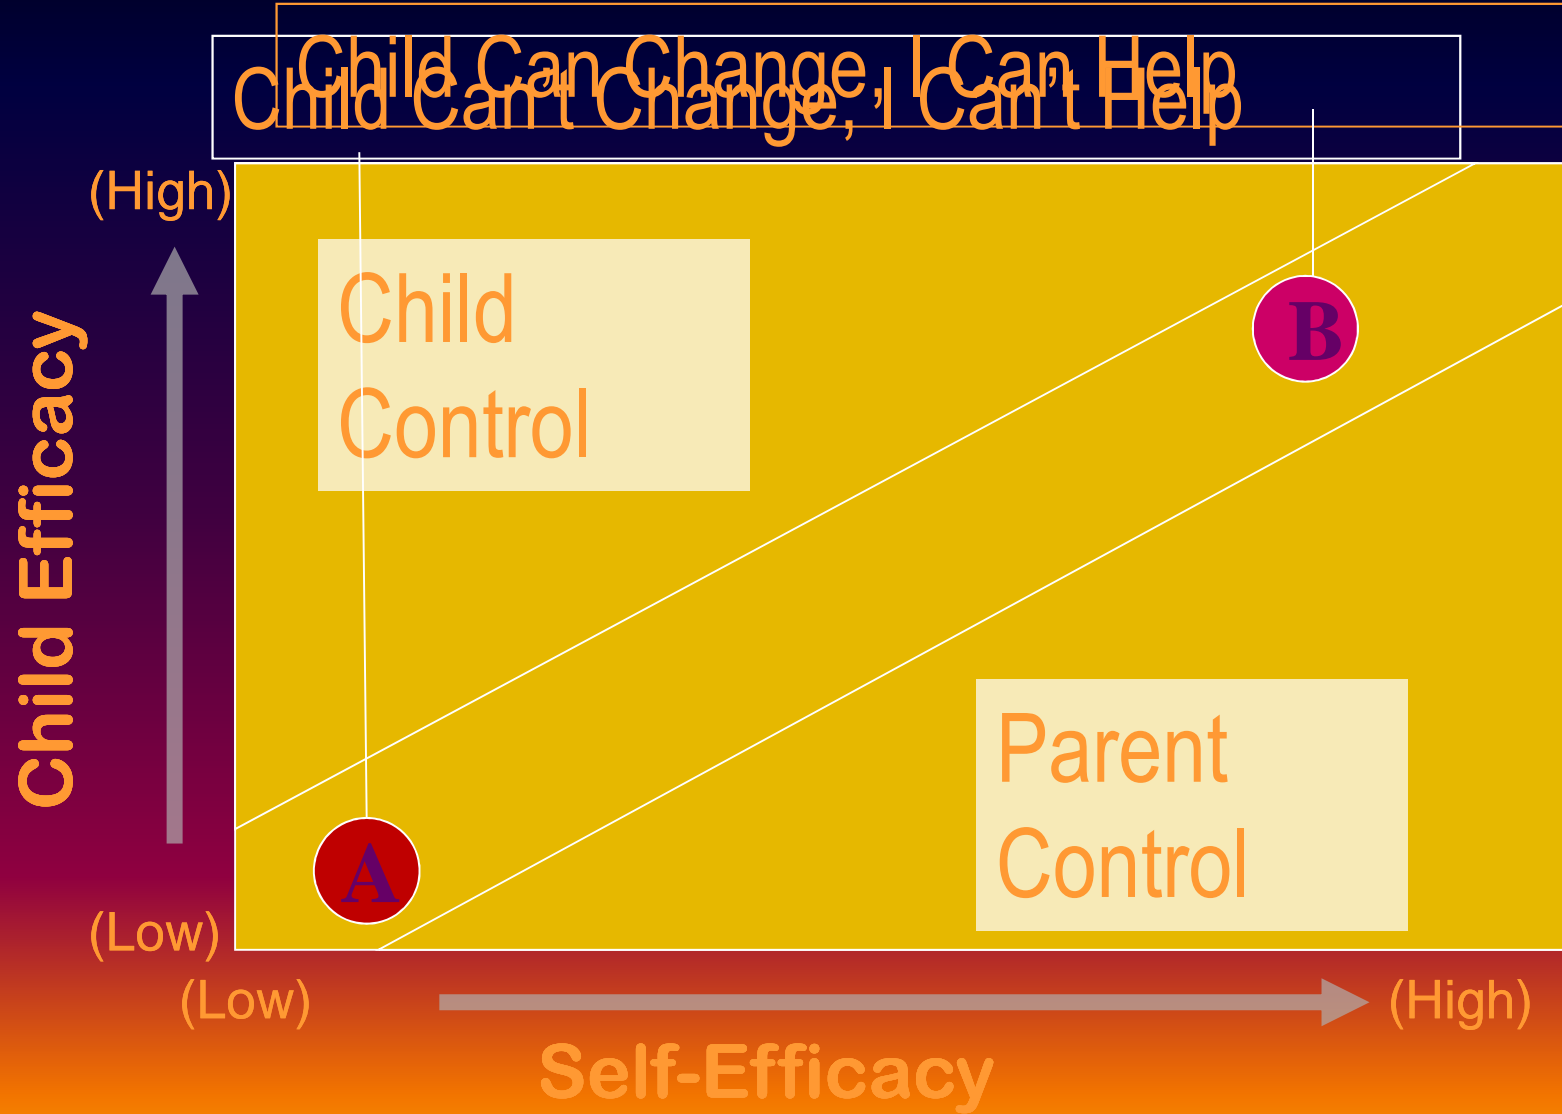 Child Can Change, I Can Help
Child Can't Change, I Can't Help
(High)
Child
Control
B
Child Efficacy
Parent
Control
A
(Low)
(Low)
(High)
Self-Efficacy